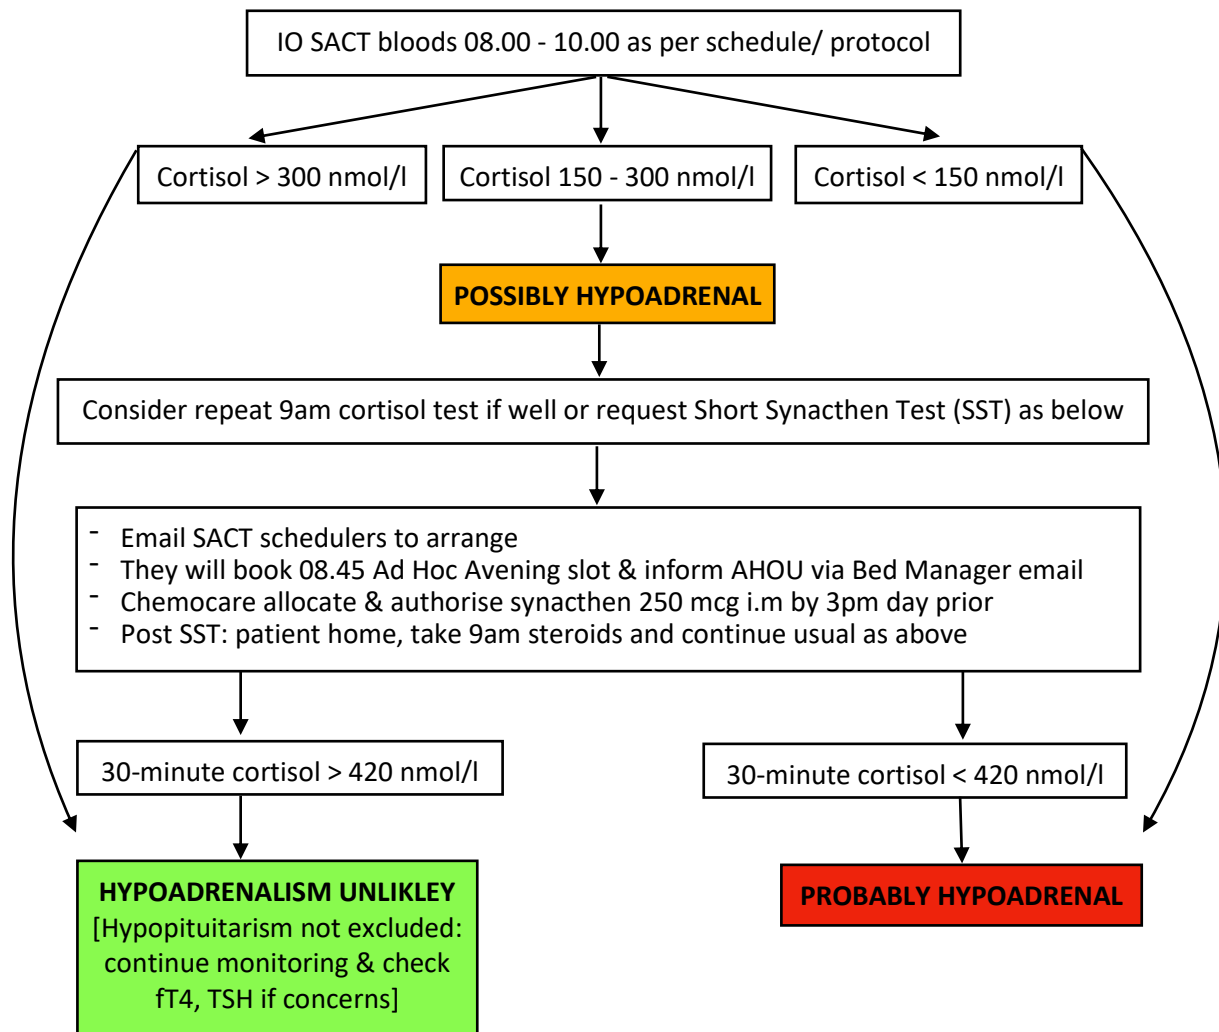 IO SACT bloods 08.00 - 10.00 as per schedule/ protocol
Cortisol > 300 nmol/l
Cortisol 150 - 300 nmol/l
Cortisol < 150 nmol/l
POSSIBLY HYPOADRENAL
Consider repeat 9am cortisol test if well or request Short Synacthen Test (SST) as below
- Email SACT schedulers to arrange
- They will book 08.45 Ad Hoc Avening slot & inform AHOU via Bed Manager email
- Chemocare allocate & authorise synacthen 250 mcg i.m by 3pm day prior
- Post SST: patient home, take 9am steroids and continue usual as above
30-minute cortisol > 420 nmol/l
30-minute cortisol < 420 nmol/l
HYPOADRENALISM UNLIKLEY
[Hypopituitarism not excluded:
continue monitoring & check
fT4, TSH if concerns]
PROBABLY HYPOADRENAL